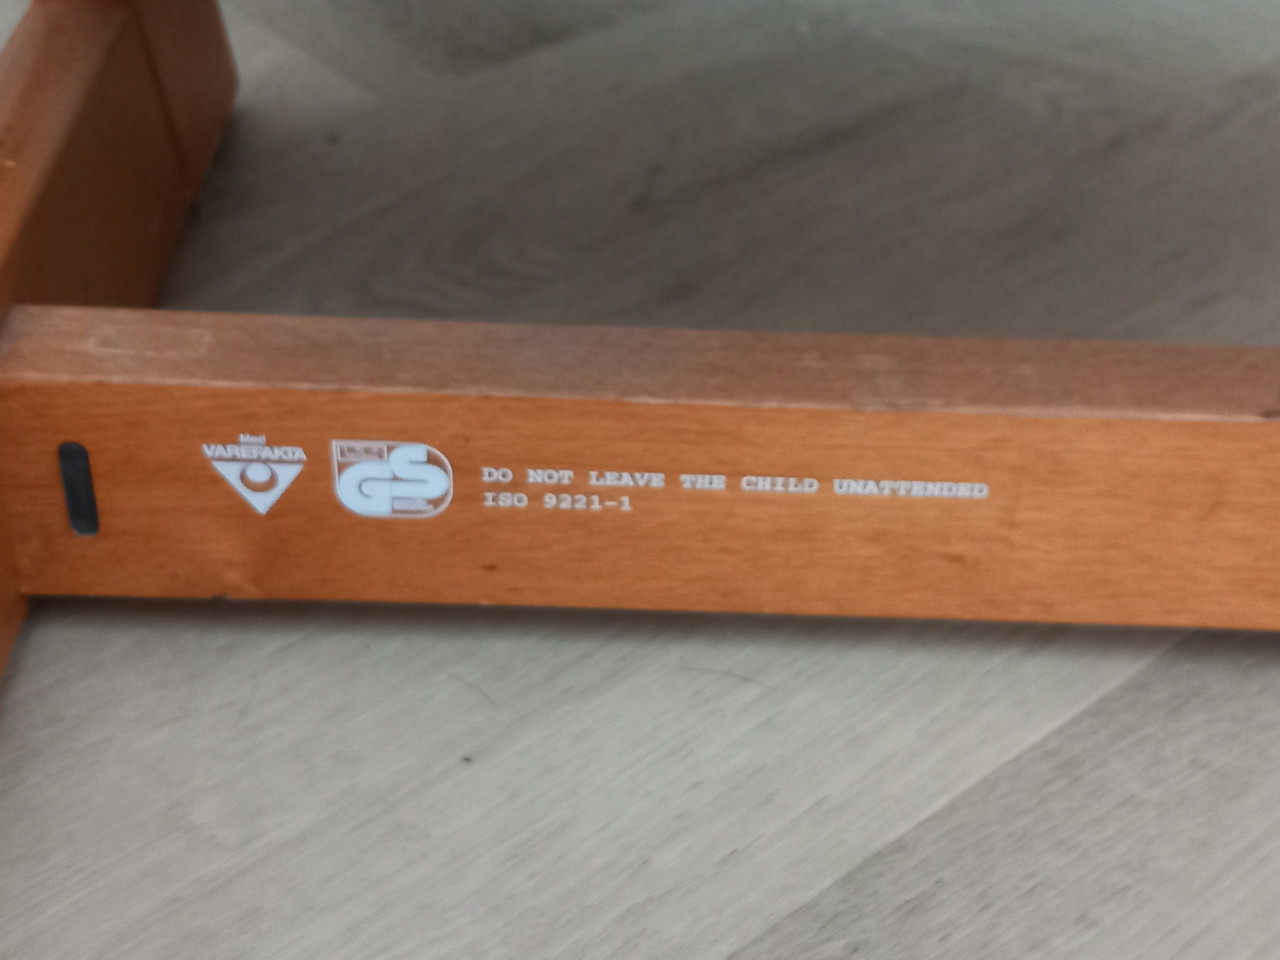 Med
VAREFAKTA
GS
DO NOT LEAVE THE CHILD UNATTENDED
ISO 9221-1